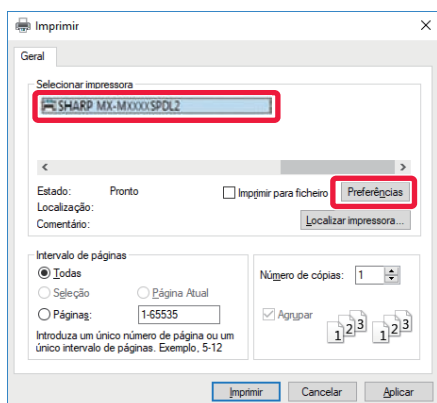 Imprimir
Geral
Selecionar impressora
SHARP MX-MXXXX SPDL2
Estado: Pronto
Imprimir para ficheiro
Preferências
Localização:
Comentário:
Localizar impressora...
Intervalo de páginas
Todas
Seleção
Página Atual
Páginas:
1-65535
Introduza um único número de página ou um
único intervalo de páginas. Exemplo, 5-12
Número de cópias: 1
Agrupar
1 2 3
1 2 3
Imprimir
Cancelar
Aplicar